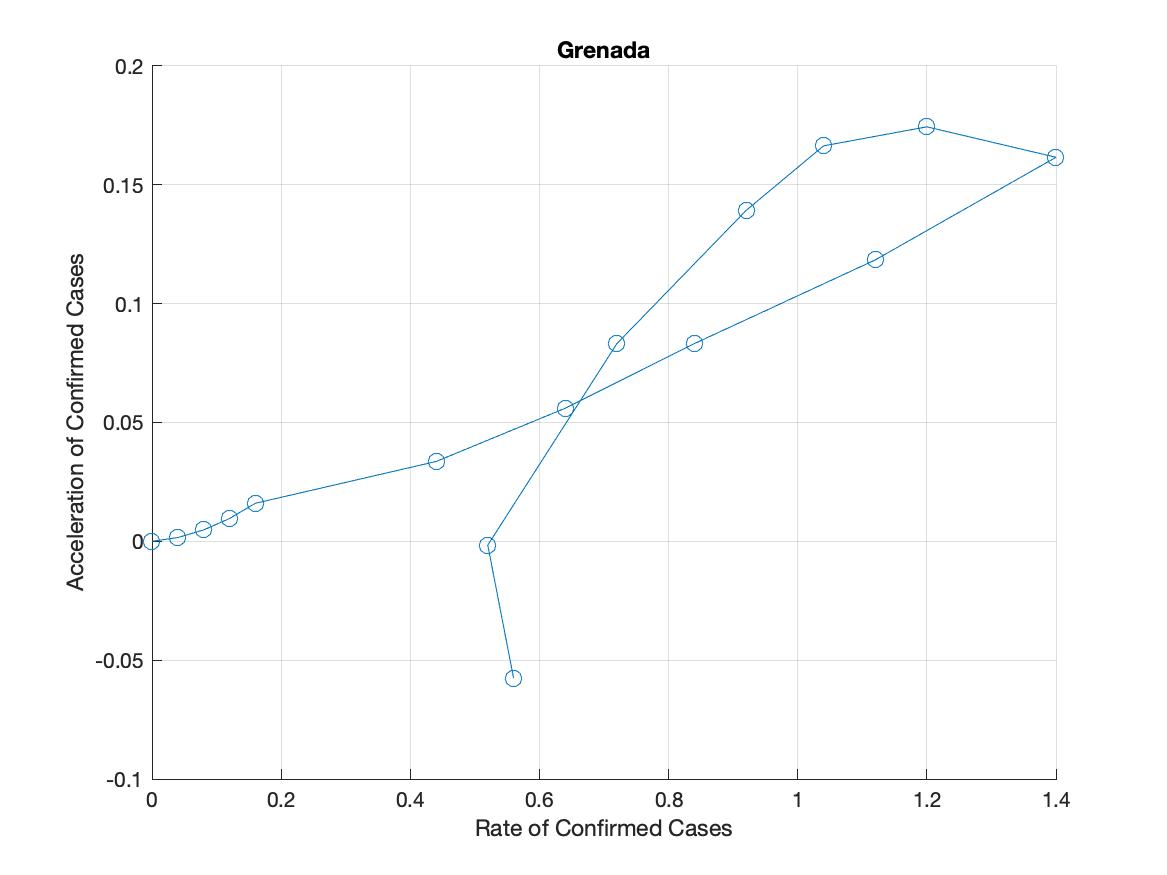 Grenada
0.2
0.15
0.1
0.05
0
-0.05
-0.1
Acceleration of Confirmed Cases
0 0.2 0.4 0.6 0.8 1 1.2 1.4
Rate of Confirmed Cases